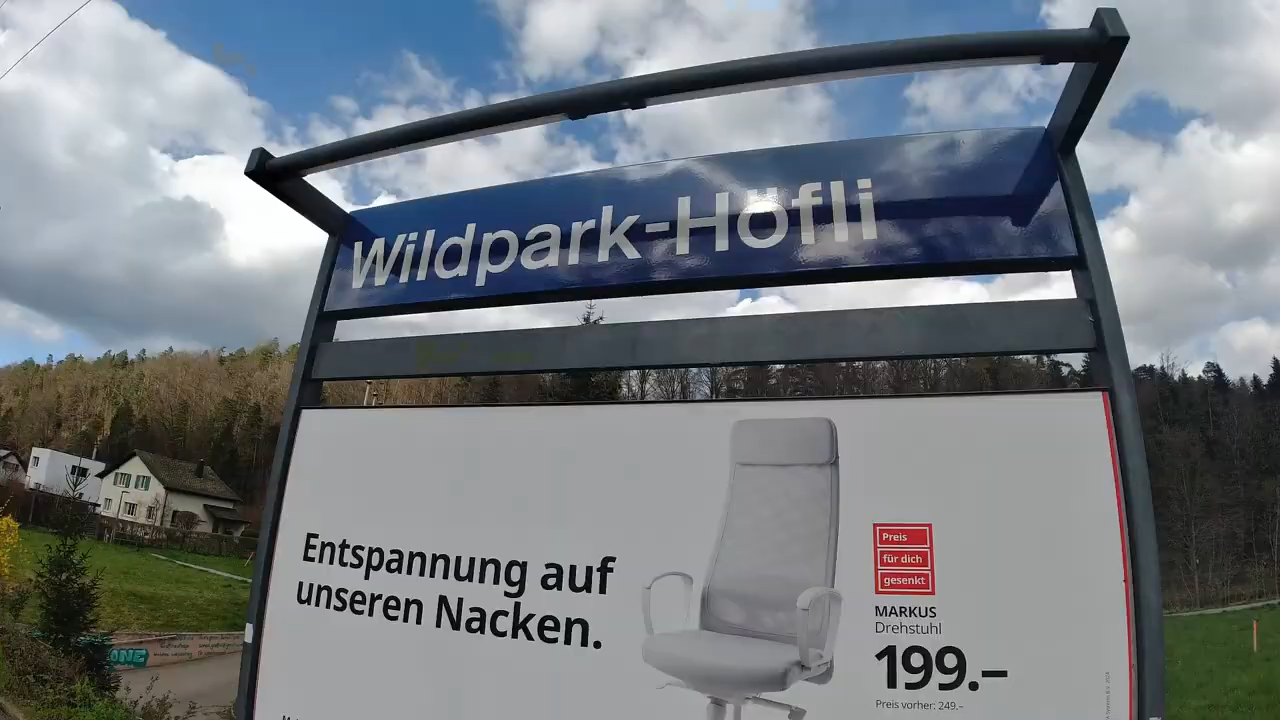 Wildpark-Höfli
Entspannung auf
unseren Nacken.
Preis
für dich
gesenkt
MARKUS
Drehstuhl
199.–
Preis vorher: 249.–